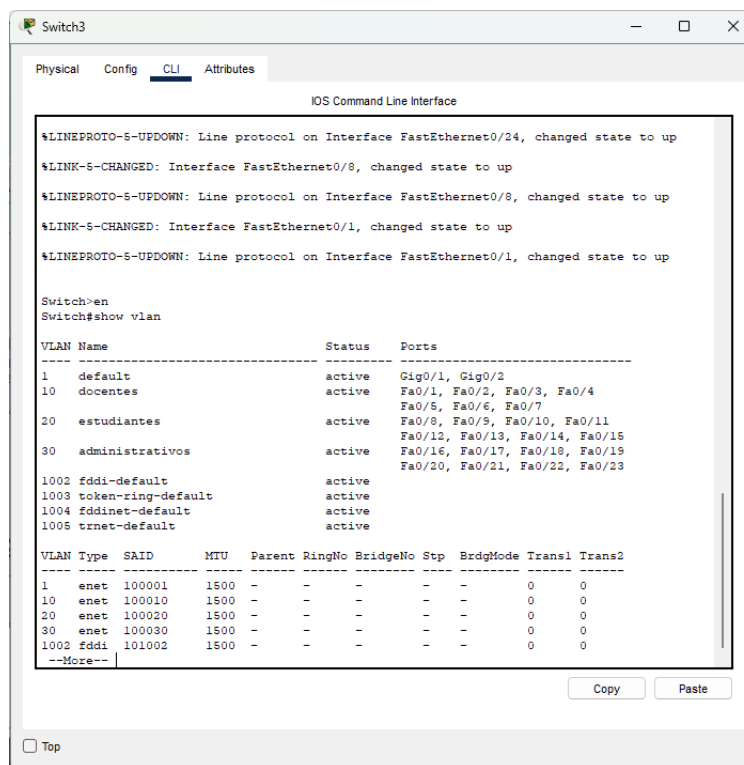 Switch3
Physical Config CLI Attributes
IOS Command Line Interface
%LINEPROTO-5-UPDOWN: Line protocol on Interface FastEthernet0/24, changed state to up
%LINK-5-CHANGED: Interface FastEthernet0/8, changed state to up
%LINEPROTO-5-UPDOWN: Line protocol on Interface FastEthernet0/8, changed state to up
%LINK-5-CHANGED: Interface FastEthernet0/1, changed state to up
%LINEPROTO-5-UPDOWN: Line protocol on Interface FastEthernet0/1, changed state to up
Switch>en
Switch#show vlan
VLAN Name Status Ports
---- -------------------------------- --------- -------------------------------
1 default active Gig0/1, Gig0/2
10 docentes active Fa0/1, Fa0/2, Fa0/3, Fa0/4
Fa0/5, Fa0/6, Fa0/7
20 estudiantes active Fa0/8, Fa0/9, Fa0/10, Fa0/11
Fa0/12, Fa0/13, Fa0/14, Fa0/15
30 administrativos active Fa0/16, Fa0/17, Fa0/18, Fa0/19
Fa0/20, Fa0/21, Fa0/22, Fa0/23
1002 fddi-default active
1003 token-ring-default active
1004 fddinet-default active
1005 trnet-default active
VLAN Type SAID MTU Parent RingNo BridgeNo Stp BrdgMode Trans1 Trans2
---- ----- ---------- ----- ------ ------ -------- ---- -------- ------ ------
1 enet 100001 1500 - - - - - 0 0
10 enet 100010 1500 - - - - - 0 0
20 enet 100020 1500 - - - - - 0 0
30 enet 100030 1500 - - - - - 0 0
1002 fddi 101002 1500 - - - - - 0 0
--More--
Copy Paste
Top